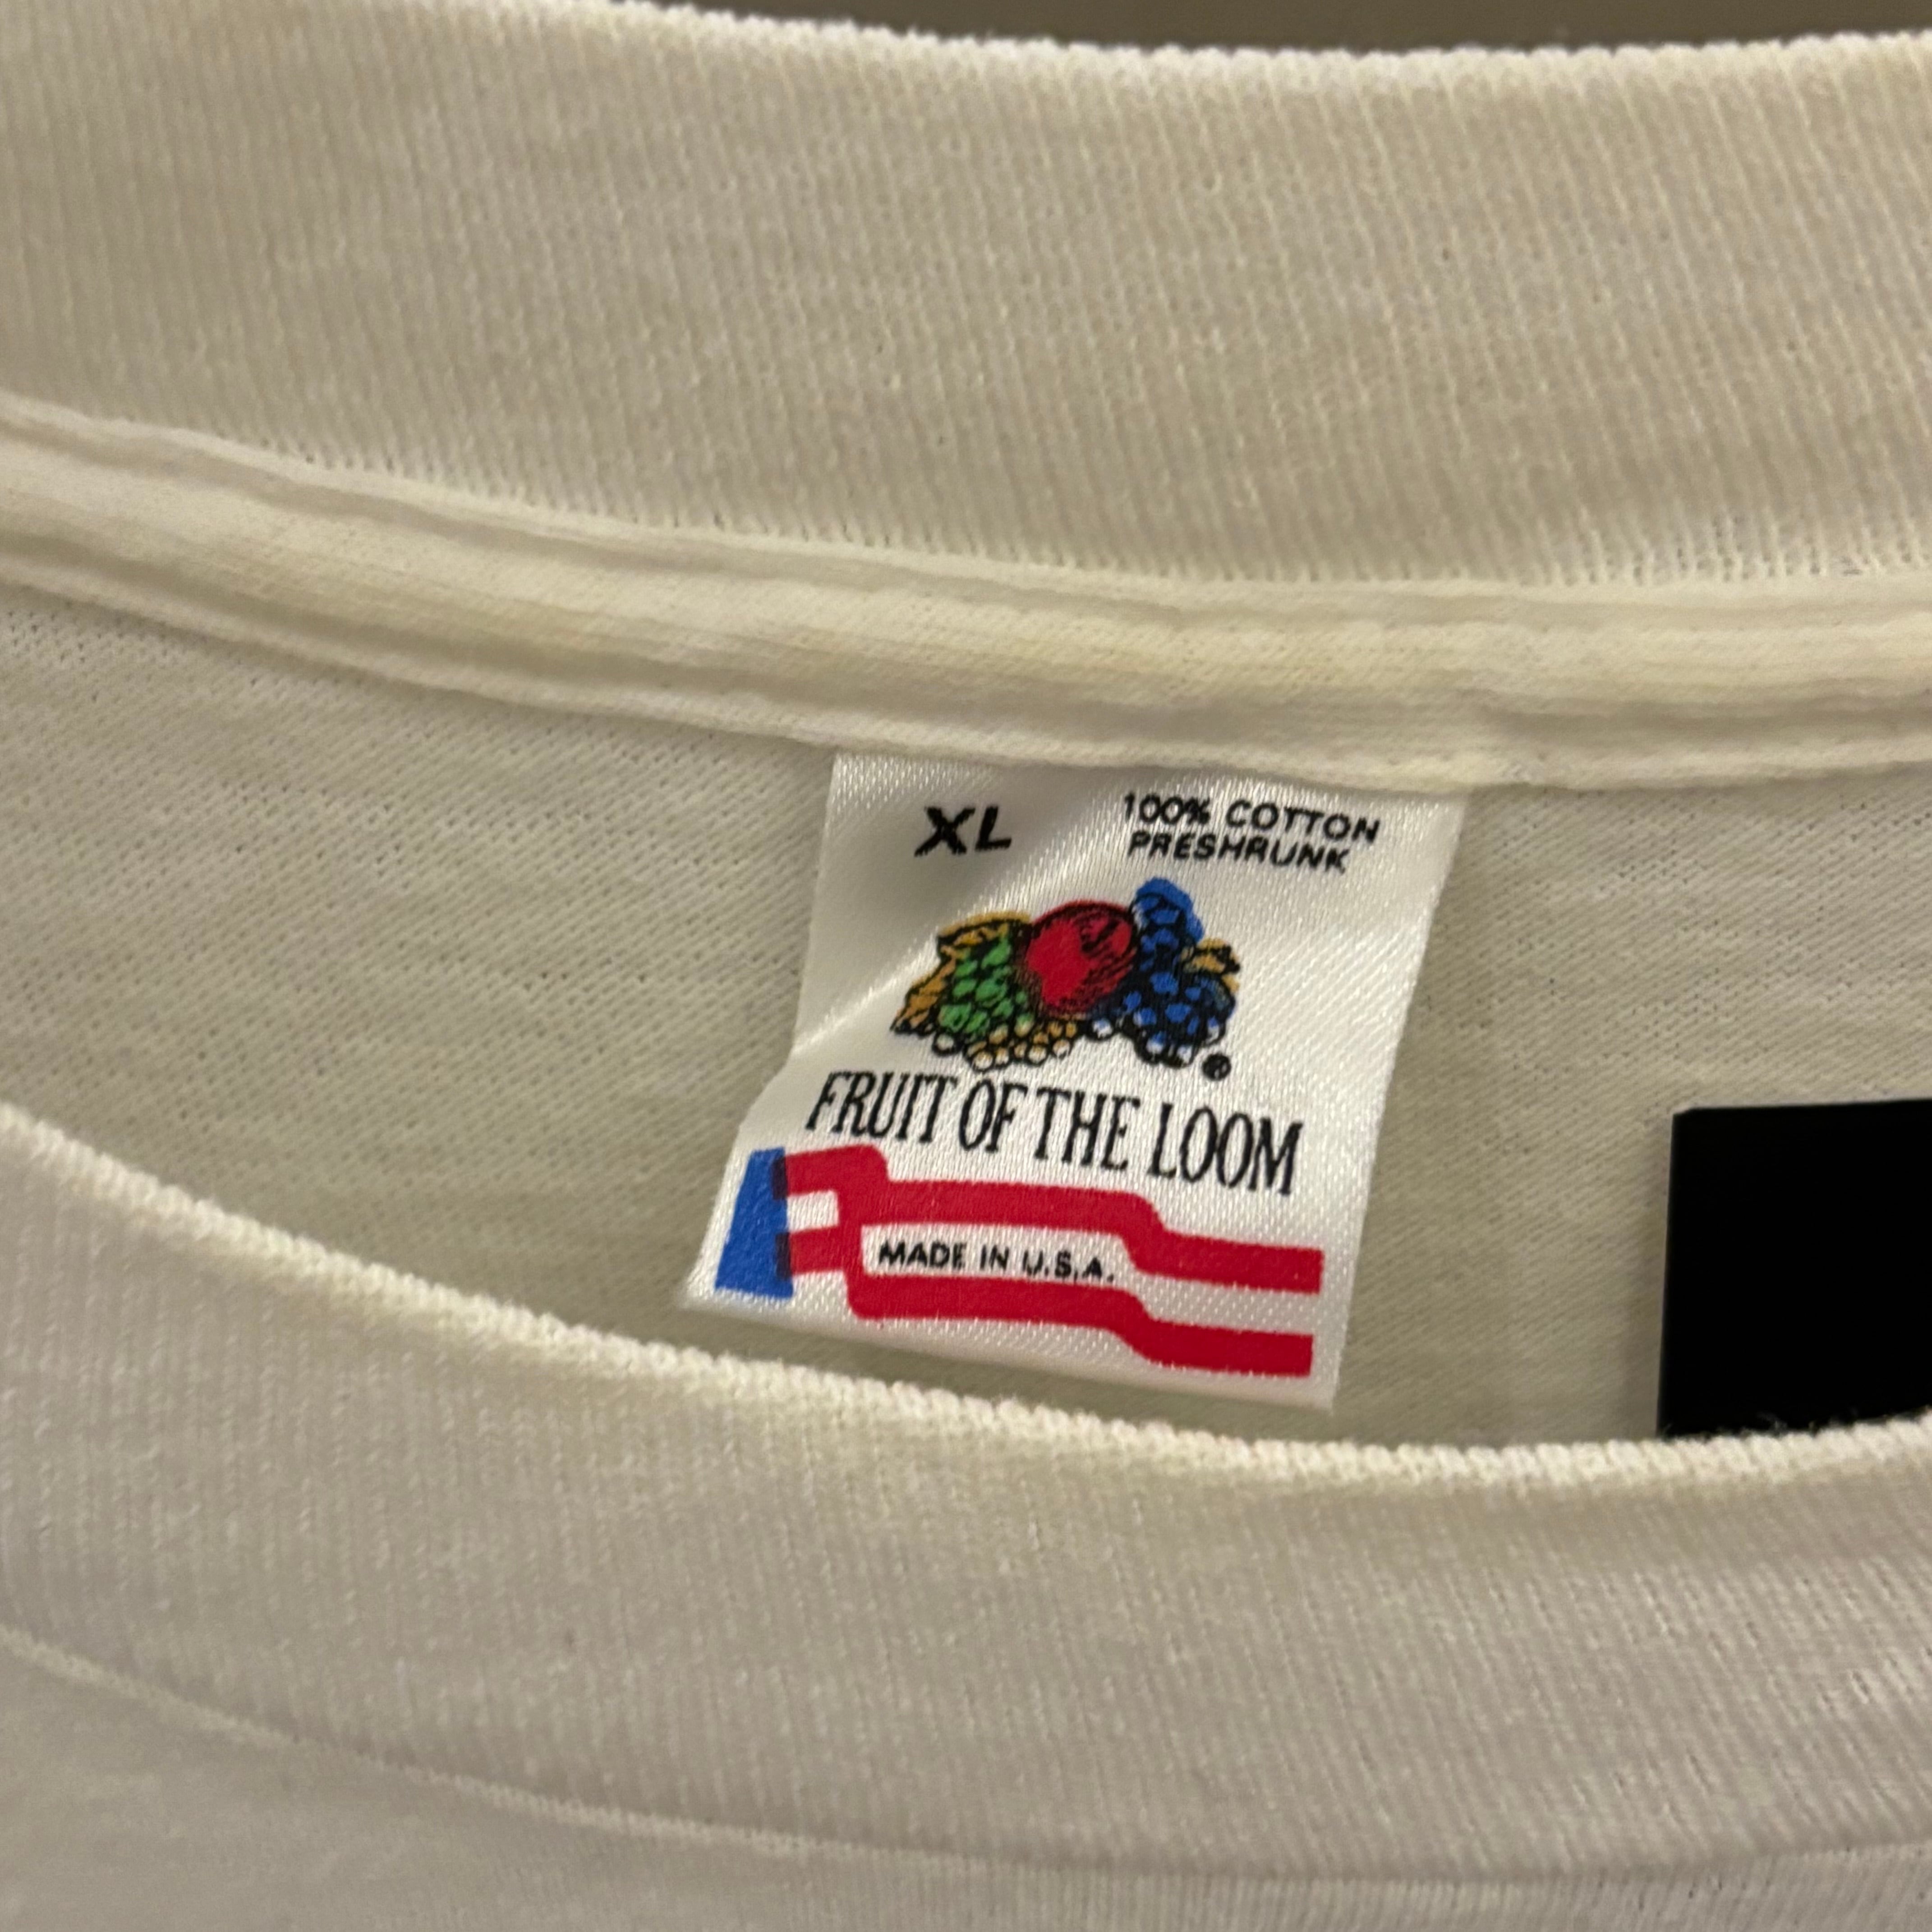 XL
100% COTTON
PRESHRUNK
®
FRUIT OF THE LOOM
MADE IN U.S.A.